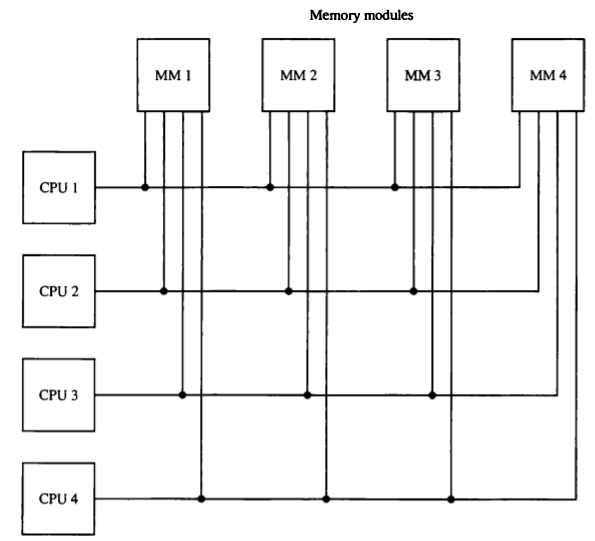 Memory modules
MM 1
MM 2
MM 3
MM 4
CPU 1
CPU 2
CPU 3
CPU 4